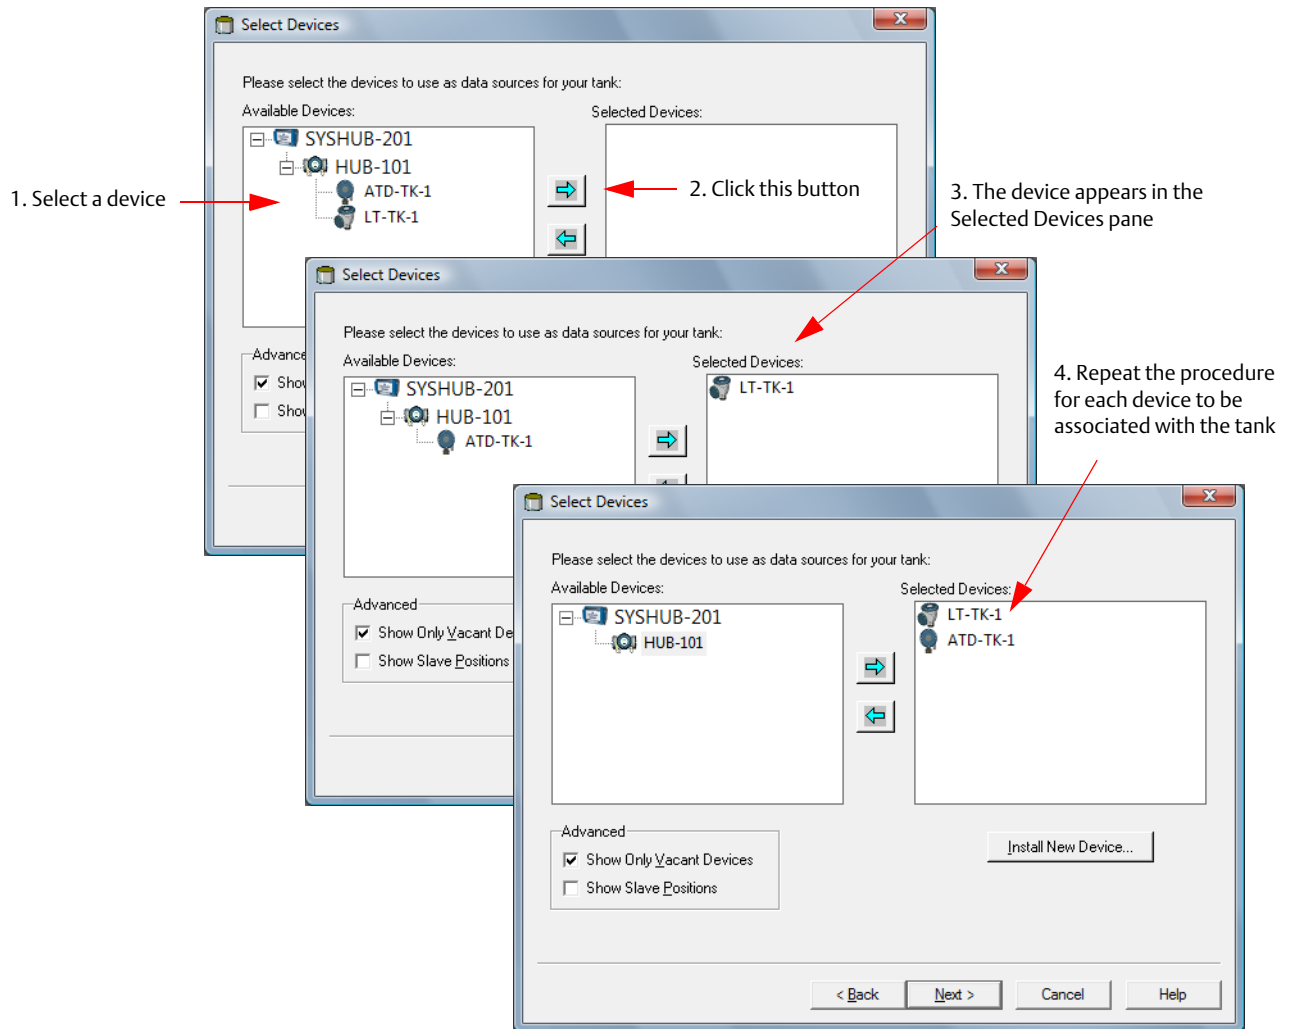 Select Devices
Please select the devices to use as data sources for your tank:
Available Devices:
Selected Devices:
SYSHUB-201
HUB-101
ATD-TK-1
LT-TK-1
1. Select a device
2. Click this button
3. The device appears in the
Selected Devices pane
Select Devices
Please select the devices to use as data sources for your tank:
Available Devices:
Selected Devices:
SYSHUB-201
HUB-101
ATD-TK-1
LT-TK-1
Advance
Show
Show
4. Repeat the procedure
for each device to be
associated with the tank
Advanced
Show Only Vacant De
Show Slave Positions
Select Devices
Please select the devices to use as data sources for your tank:
Available Devices:
Selected Devices:
SYSHUB-201
HUB-101
LT-TK-1
ATD-TK-1
Advanced
Show Only Vacant Devices
Show Slave Positions
Install New Device...
< Back
Next >
Cancel
Help